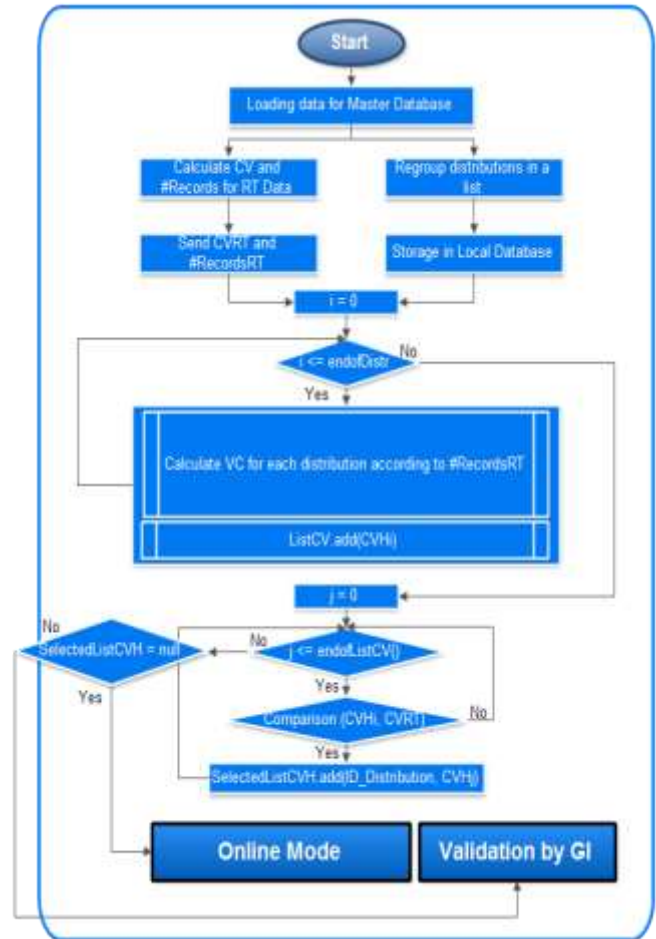 Start
Loading data for Master Database
Calculate CV and
#Records for RT Data
Regroup distributions in a
list
Send CVRT and
#RecordsRT
Storage in Local Database
i = 0
i <= endofDistr
No
Yes
Calculate VC for each distribution according to #RecordsRT
ListCV.add(CVHi)
j = 0
No
SelectedListCVH = null
No
j <= endofListCV()
Yes
Yes
Comparison (CVHi, CVRT)
No
Yes
SelectedListCVH.add(ID_Distribution, CVHj)
Online Mode
Validation by GI